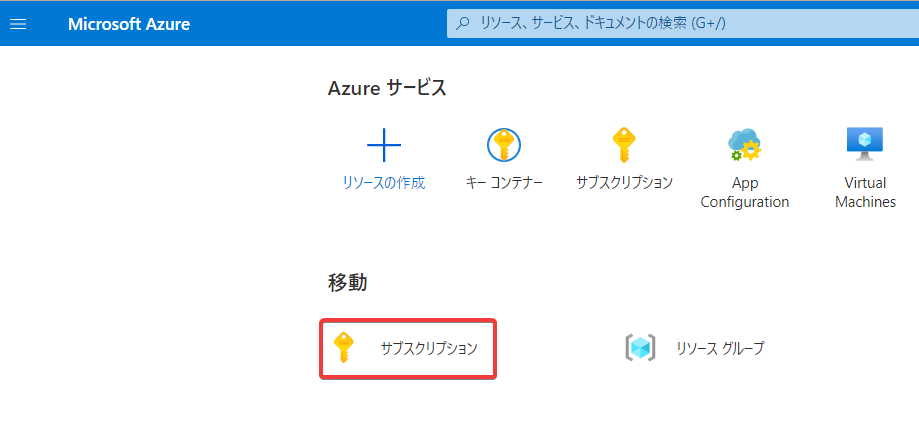 Microsoft Azure
リソース、サービス、ドキュメントの検索 (G+/)
Azure サービス
リソースの作成
キー コンテナー
サブスクリプション
App
Configuration
Virtual
Machines
移動
サブスクリプション
リソース グループ